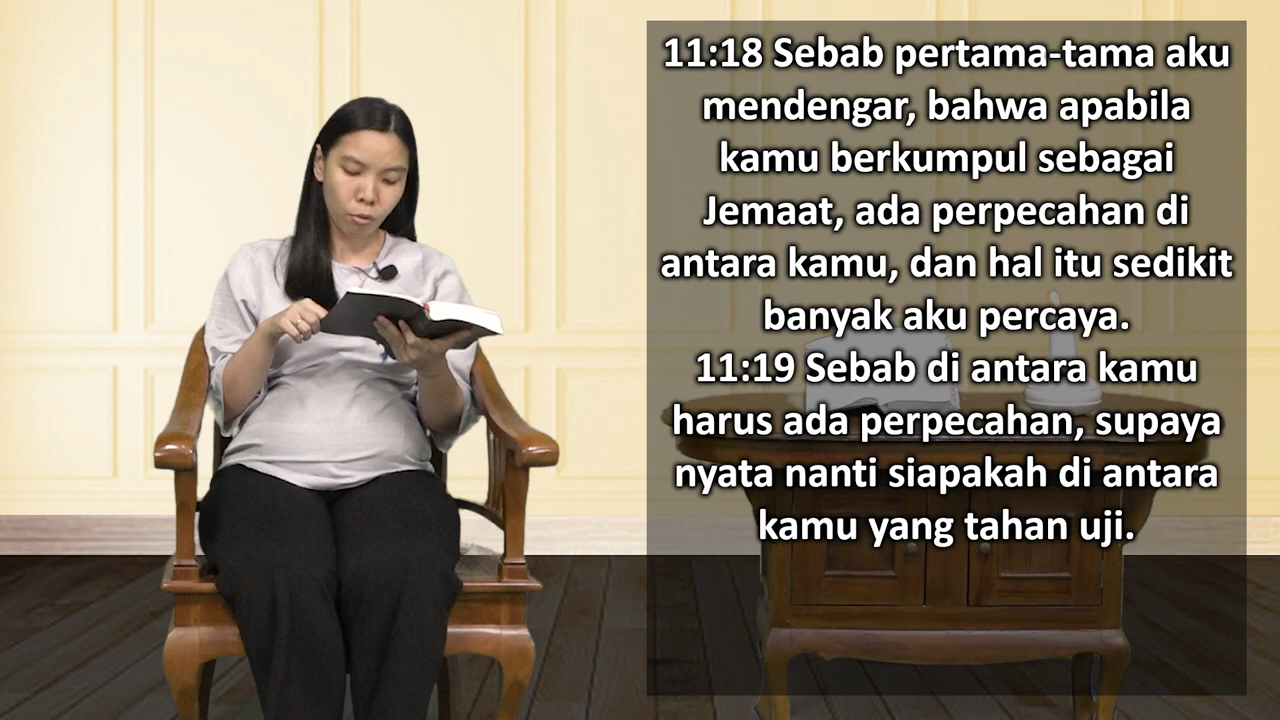 11:18 Sebab pertama-tama aku
mendengar, bahwa apabila
kamu berkumpul sebagai
Jemaat, ada perpecahan di
antara kamu, dan hal itu sedikit
banyak aku percaya.
11:19 Sebab di antara kamu
harus ada perpecahan, supaya
nyata nanti siapakah di antara
kamu yang tahan uji.